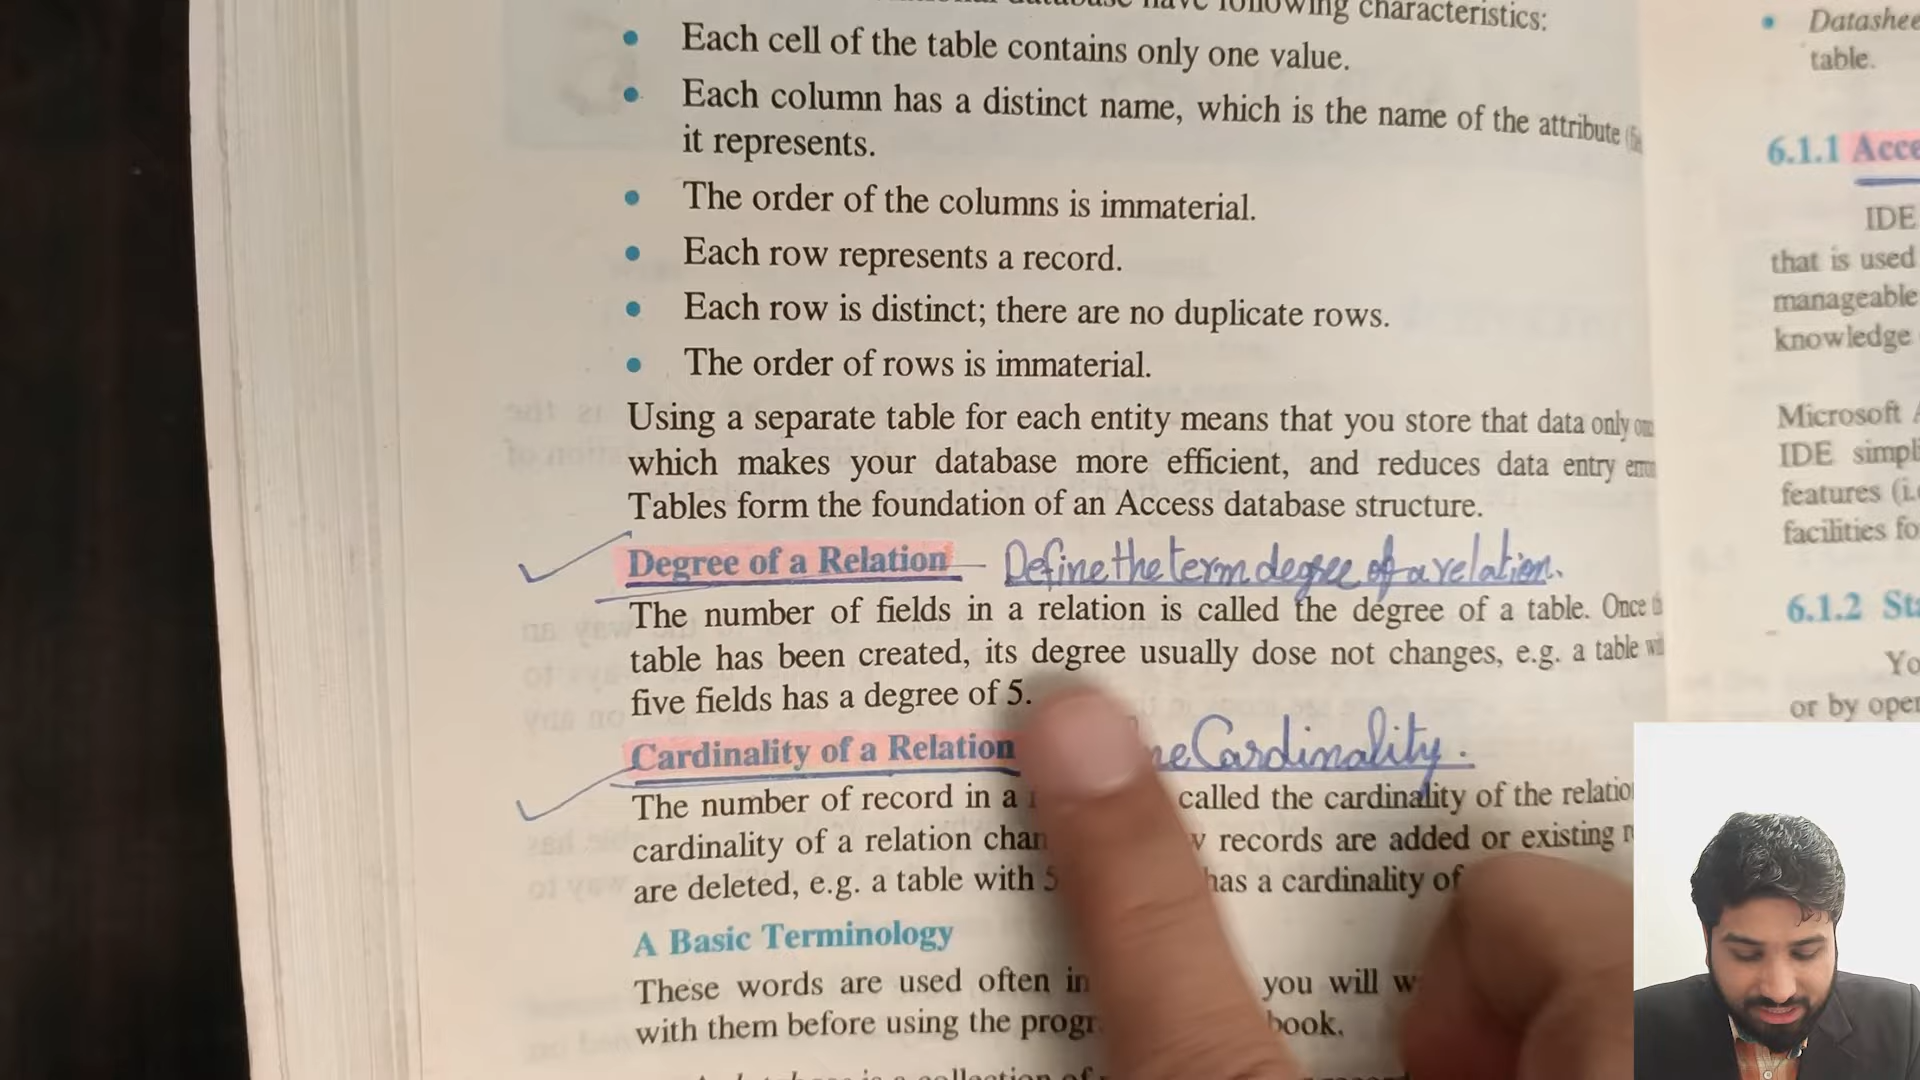 have following characteristics:
• Each cell of the table contains only one value.
• Each column has a distinct name, which is the name of the attribute
it represents.
• The order of the columns is immaterial.
• Each row represents a record.
• Each row is distinct; there are no duplicate rows.
• The order of rows is immaterial.
Using a separate table for each entity means that you store that data only
which makes your database more efficient, and reduces data entry
Tables form the foundation of an Access database structure.
Degree of a Relation - Define the term degree of a relation.
The number of fields in a relation is called the degree of a table. Once
table has been created, its degree usually dose not changes, e.g. a table
five fields has a degree of 5.
Cardinality of a Relation Cardinality.
The number of record in a called the cardinality of the
cardinality of a relation records are added or existing
are deleted, e.g. a table with 5 has a cardinality of
A Basic Terminology
These words are used often in you will
with them before using the book.
•
table.
6.1.1
IDE
that is used
manageable
knowledge
Microsoft
IDE
features
facilities
6.1.2
or by